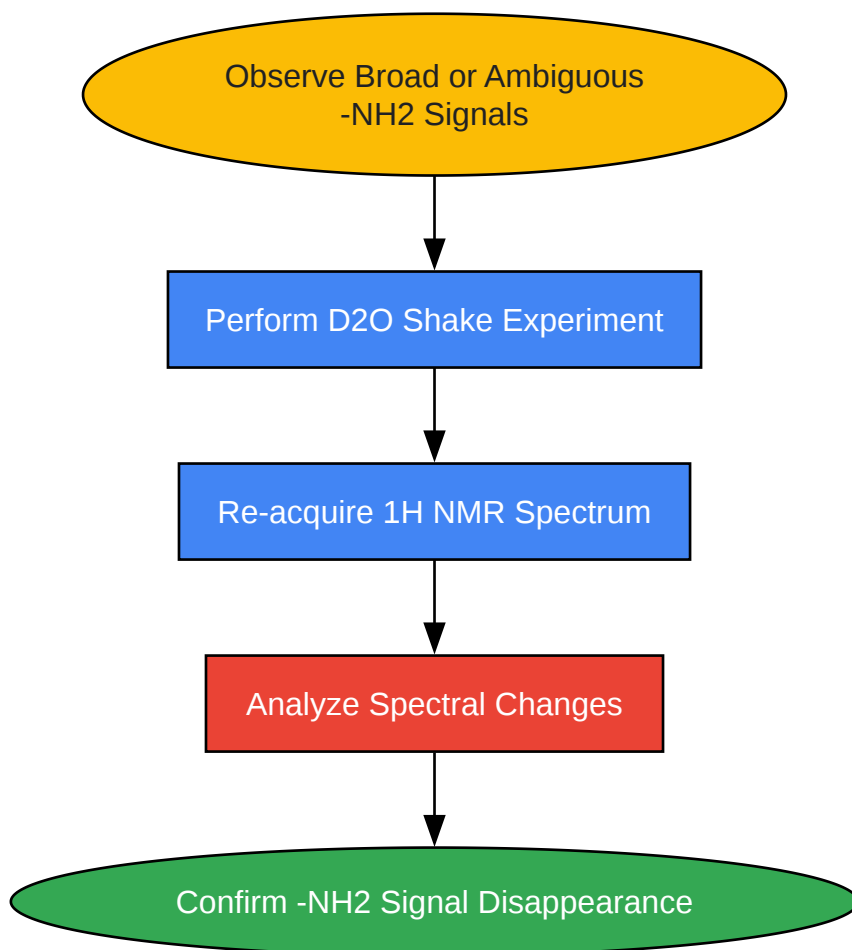 Observe Broad or Ambiguous
-NH2 Signals
Perform D2O Shake Experiment
Re-acquire 1H NMR Spectrum
Analyze Spectral Changes
Confirm -NH2 Signal Disappearance